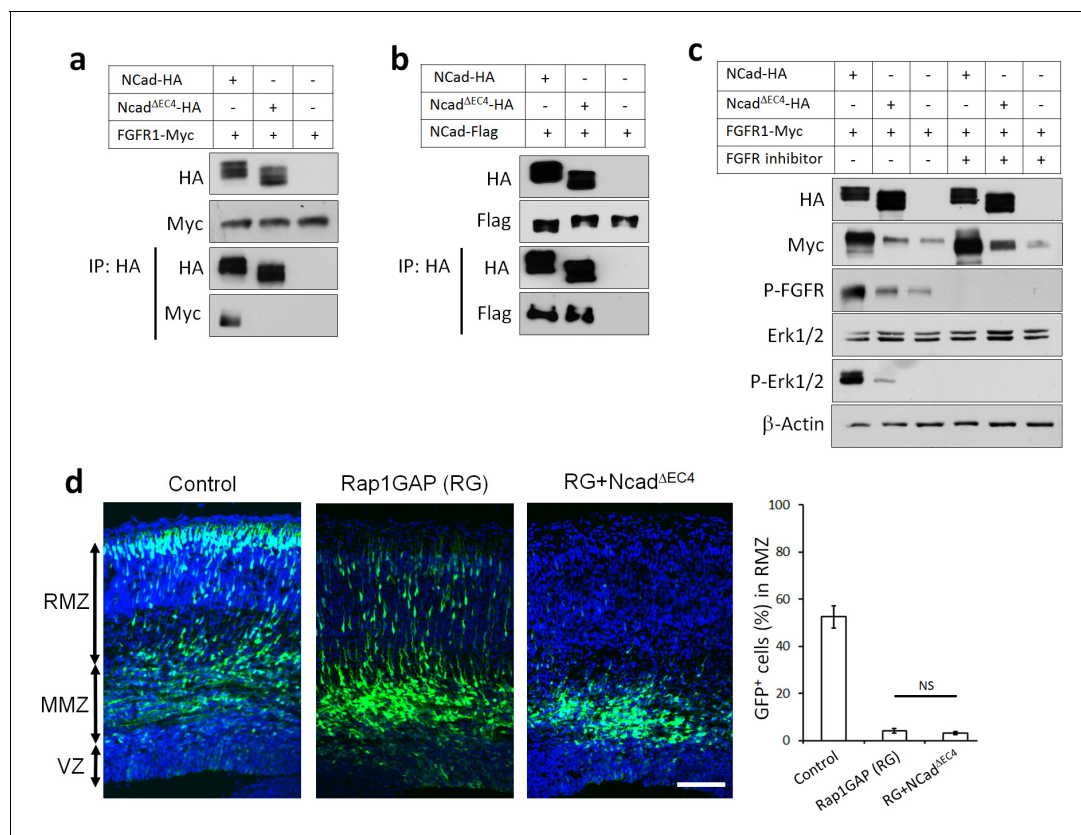 a
NCad-HA + - -
Ncad^ΔEC4-HA - + -
FGFR1-Myc + + +
HA
Myc
IP: HA
HA
Myc
b
NCad-HA + - -
Ncad^ΔEC4-HA - + -
NCad-Flag + + +
HA
Flag
IP: HA
HA
Flag
c
NCad-HA + - - + - -
Ncad^ΔEC4-HA - + - - + -
FGFR1-Myc + + + + + +
FGFR inhibitor - - - + + +
HA
Myc
P-FGFR
Erk1/2
P-Erk1/2
β-Actin
d
Control
Rap1GAP (RG)
RG+Ncad^ΔEC4
RMZ
MMZ
VZ
GFP⁺ cells (%) in RMZ
100
80
60
40
20
0
NS
Control
Rap1GAP (RG)
RG+NCad^ΔEC4